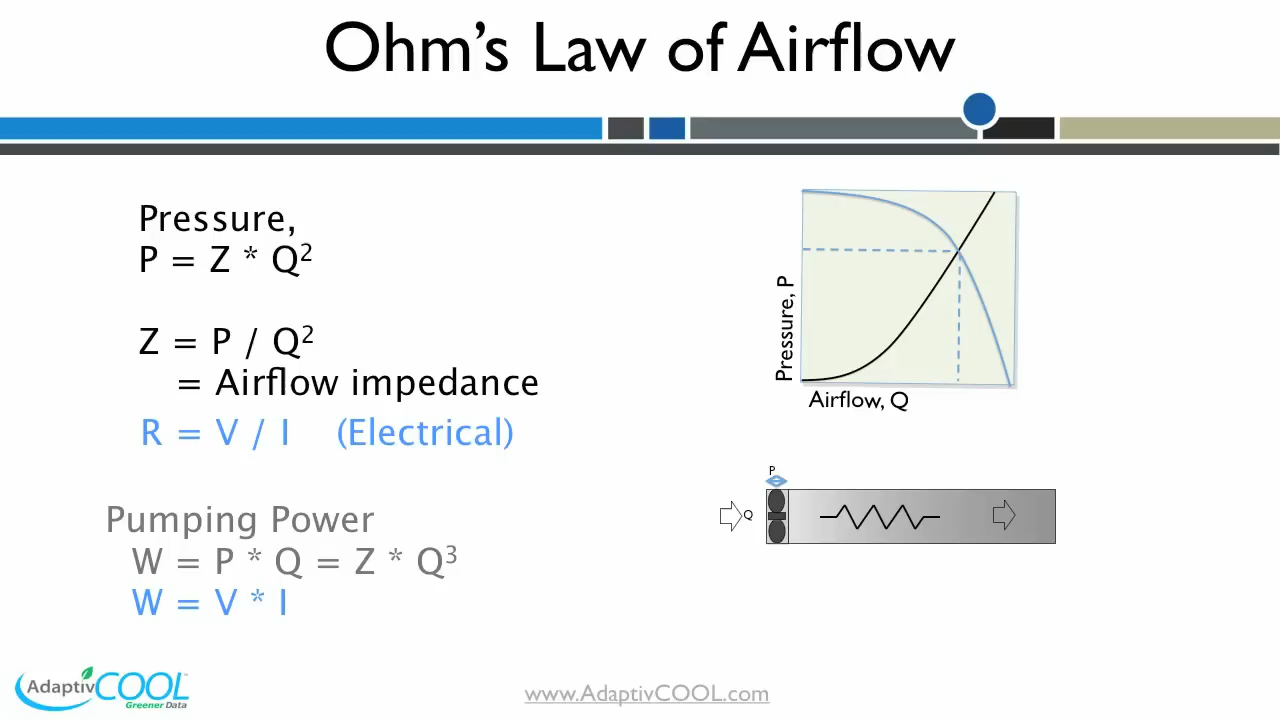 Ohm's Law of Airflow
Pressure,
P = Z * Q²
Z = P / Q²
= Airflow impedance
R = V / I (Electrical)
Pumping Power
W = P * Q = Z * Q³
W = V * I
Pressure, P
Airflow, Q
P
Q
AdaptivCOOL™
Greener Data
www.AdaptivCOOL.com